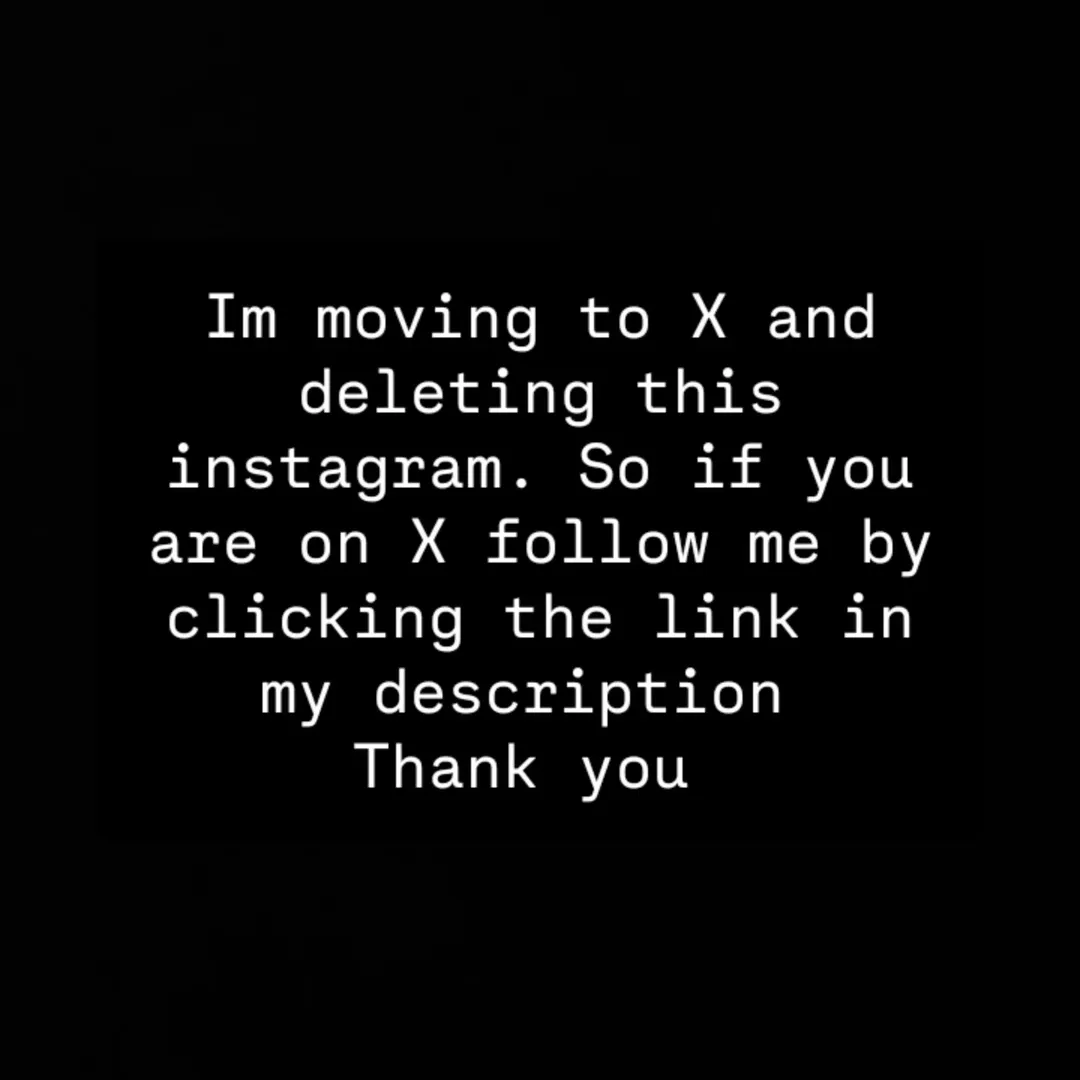 Im moving to X and
deleting this
instagram. So if you
are on X follow me by
clicking the link in
my description
Thank you